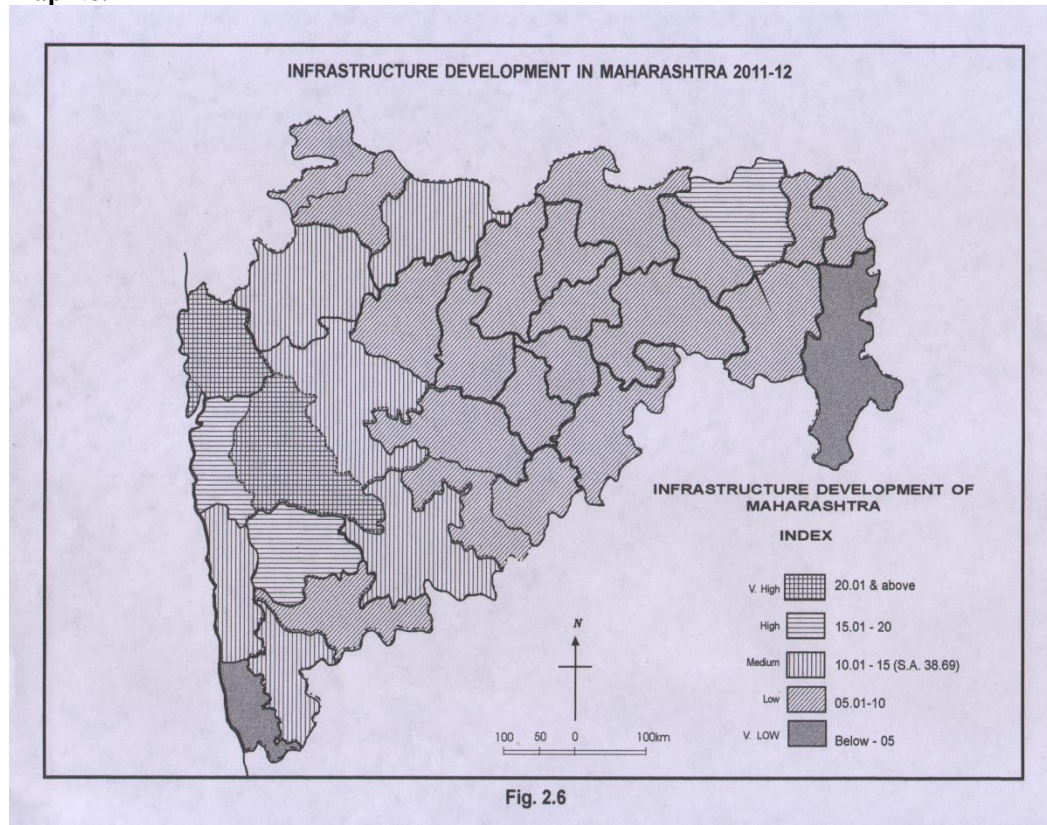 INFRASTRUCTURE DEVELOPMENT IN MAHARASHTRA 2011-12
INFRASTRUCTURE DEVELOPMENT OF
MAHARASHTRA
INDEX
V. High 20.01 & above
High 15.01 - 20
Medium 10.01 - 15 (S.A. 38.69)
Low 05.01-10
V. LOW Below - 05
N
100 50 0 100km
Fig. 2.6